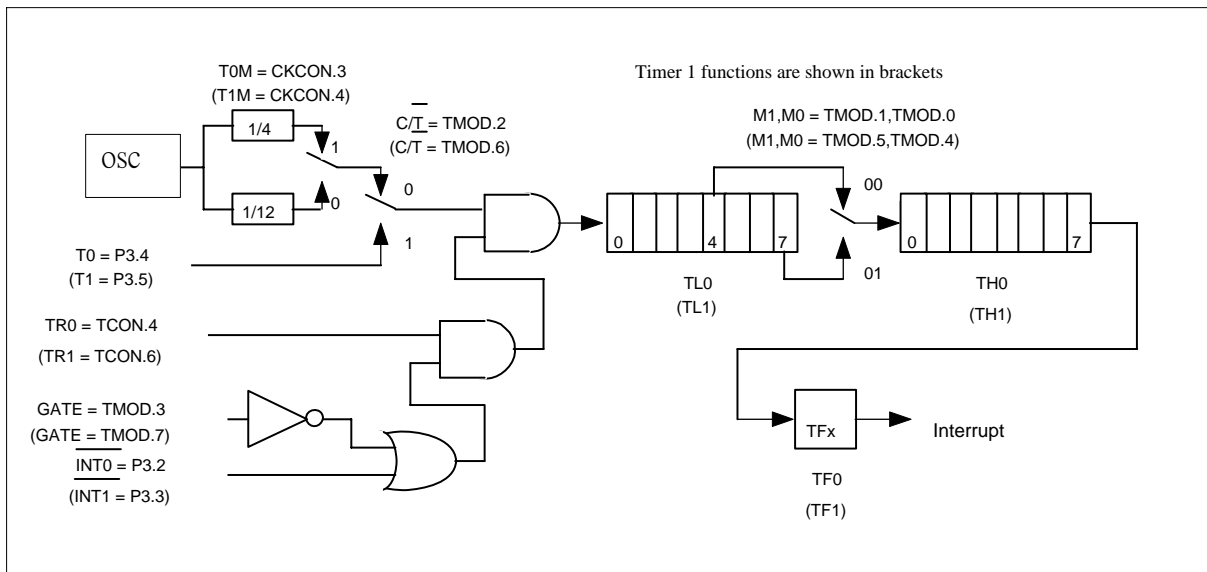 Timer 1 functions are shown in brackets
T0M = CKCON.3
(T1M = CKCON.4)
1/4
OSC
1/12
1
0
C/T̅ = TMOD.2
(C/T̅ = TMOD.6)
0
1
T0 = P3.4
(T1 = P3.5)
TR0 = TCON.4
(TR1 = TCON.6)
GATE = TMOD.3
(GATE = TMOD.7)
INT0 = P3.2
(INT1 = P3.3)
M1,M0 = TMOD.1,TMOD.0
(M1,M0 = TMOD.5,TMOD.4)
0 4 7
TL0
(TL1)
00
01
0 7
TH0
(TH1)
TFx
Interrupt
TF0
(TF1)